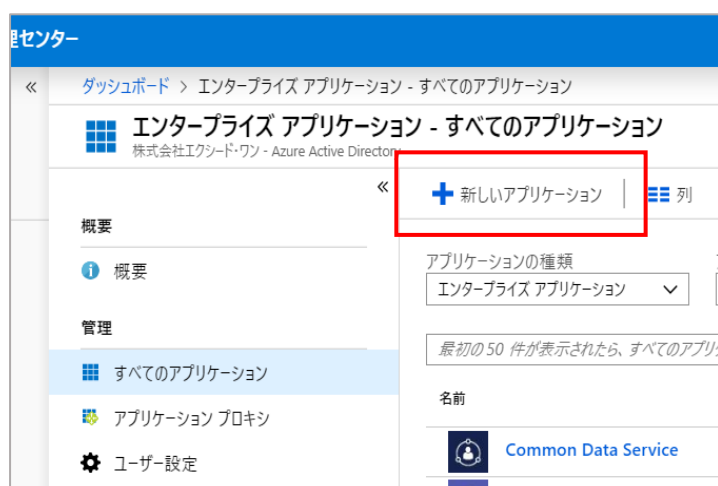 理センター
«
ダッシュボード > エンタープライズ アプリケーション - すべてのアプリケーション
エンタープライズ アプリケーション - すべてのアプリケーション
株式会社エクシード・ワン - Azure Active Directory
«
新しいアプリケーション
列
概要
概要
アプリケーションの種類
エンタープライズ アプリケーション
管理
最初の 50 件が表示されたら、すべてのアプリ
すべてのアプリケーション
名前
アプリケーション プロキシ
Common Data Service
ユーザー設定